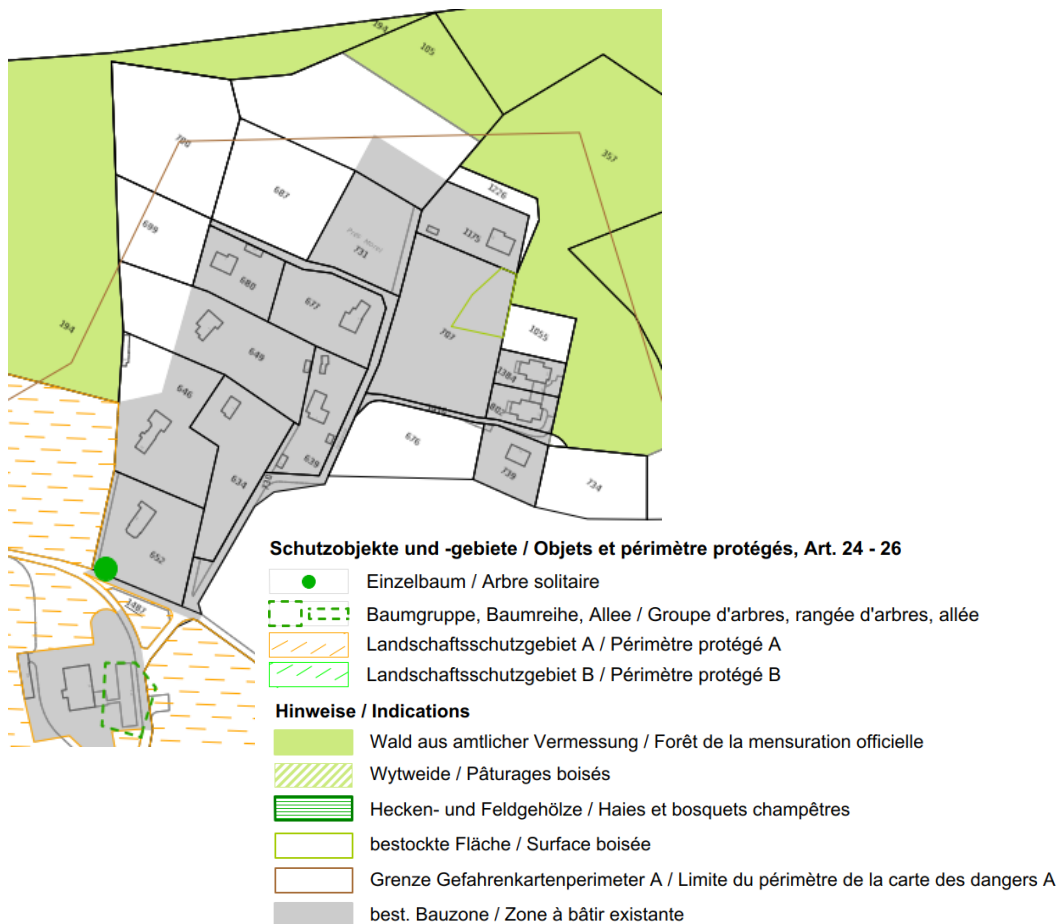 194
105
700
357
687
1226
699
1175
Prés Morel
731
680
677
194
707
1055
649
1384
646
802
676
639
739
634
734
652
1487
Schutzobjekte und -gebiete / Objets et périmètre protégés, Art. 24 - 26
Einzelbaum / Arbre solitaire
Baumgruppe, Baumreihe, Allee / Groupe d'arbres, rangée d'arbres, allée
Landschaftsschutzgebiet A / Périmètre protégé A
Landschaftsschutzgebiet B / Périmètre protégé B
Hinweise / Indications
Wald aus amtlicher Vermessung / Forêt de la mensuration officielle
Wytweide / Pâturages boisés
Hecken- und Feldgehölze / Haies et bosquets champêtres
bestockte Fläche / Surface boisée
Grenze Gefahrenkartenperimeter A / Limite du périmètre de la carte des dangers A
best. Bauzone / Zone à bâtir existante